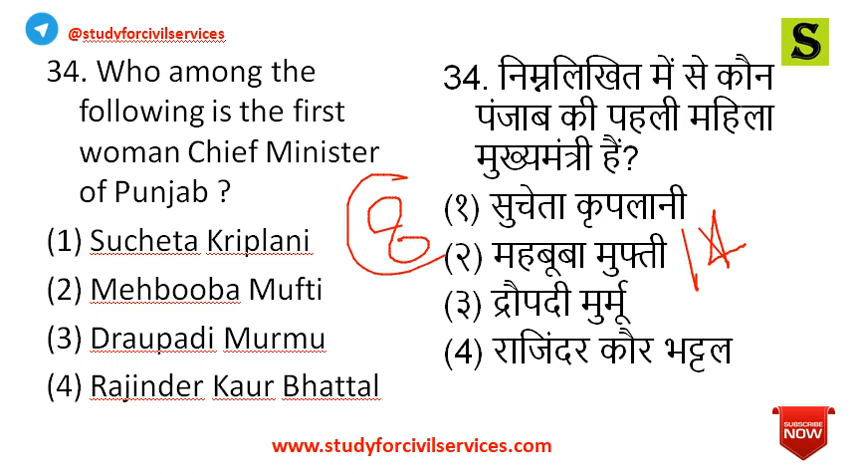 @studyforcivilservices
S
34. Who among the
following is the first
woman Chief Minister
of Punjab ?
(1) Sucheta Kriplani
(2) Mehbooba Mufti
(3) Draupadi Murmu
(4) Rajinder Kaur Bhattal
34. निम्नलिखित में से कौन
पंजाब की पहली महिला
मुख्यमंत्री हैं?
(१) सुचेता कृपलानी
(२) महबूबा मुफ्ती
(३) द्रौपदी मुर्मू
(4) राजिंदर कौर भट्टल
SUBSCRIBE
NOW
www.studyforcivilservices.com